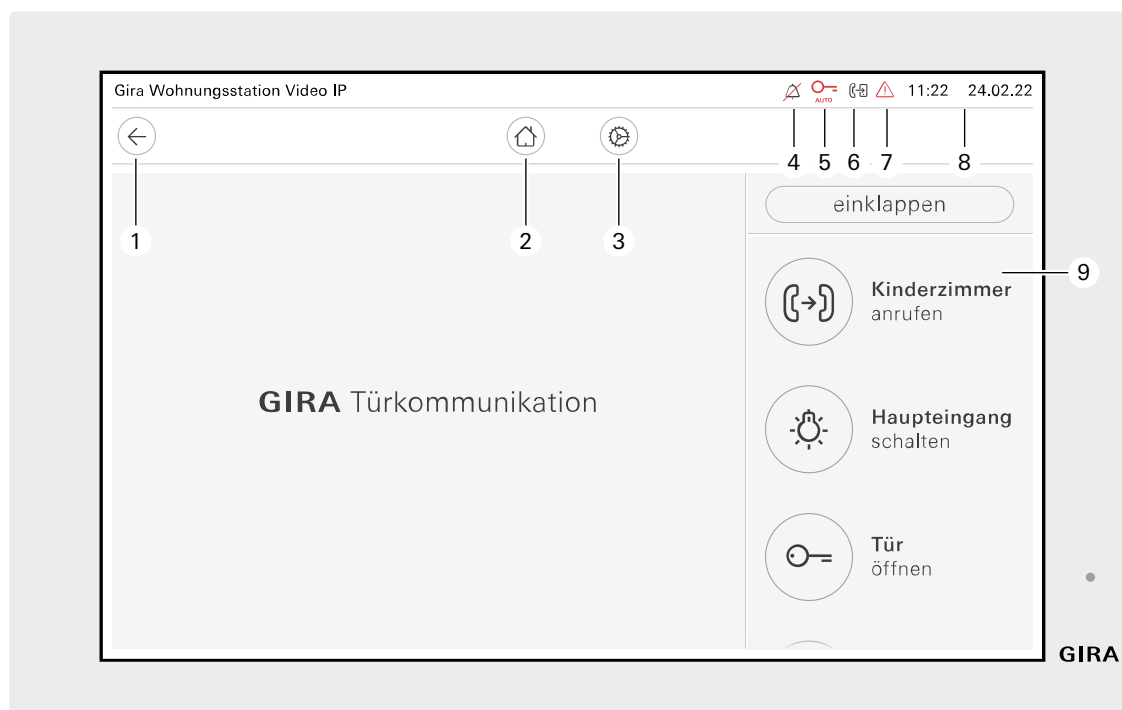 Gira Wohnungsstation Video IP
AUTO
11:22 24.02.22
4 5 6 7 8
einklappen
1 2 3
9
Kinderzimmer
anrufen
GIRA Türkommunikation
Haupteingang
schalten
Tür
öffnen
GIRA